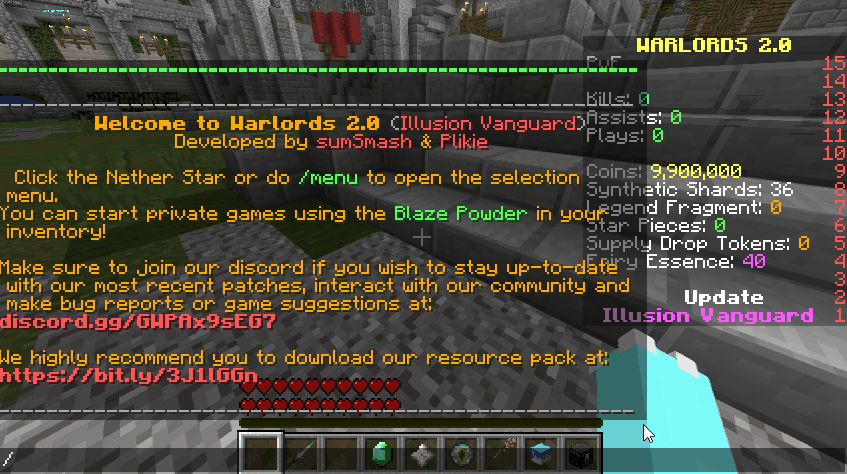 WARLORDS 2.0
PvE
15
14
Kills: 0
13
Assists: 0
12
Plays: 0
11
10
Coins: 9,900,000
9
Synthetic Shards: 36
8
Legend Fragment: 0
7
Star Pieces: 0
6
Supply Drop Tokens: 0
5
Fairy Essence: 40
4
3
Update
2
Illusion Vanguard
1
Welcome to Warlords 2.0 (Illusion Vanguard)
Developed by sumSmash & Plikie
Click the Nether Star or do /menu to open the selection
menu.
You can start private games using the Blaze Powder in your
inventory!
Make sure to join our discord if you wish to stay up-to-date
with our most recent patches, interact with our community and
make bug reports or game suggestions at:
discord.gg/GWPAx9sEG7
We highly recommend you to download our resource pack at:
https://bit.ly/3J1lGGn
/